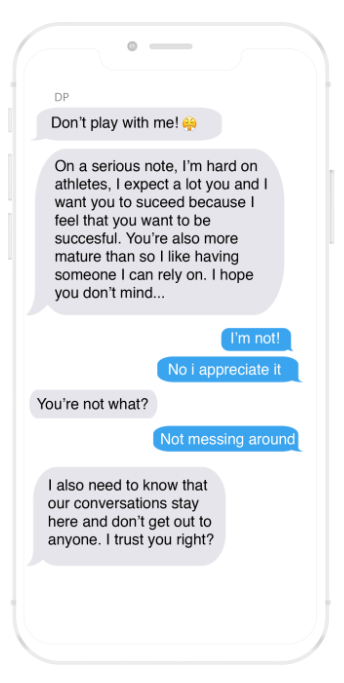 DP
Don’t play with me! 😤
On a serious note, I’m hard on
athletes, I expect a lot you and I
want you to suceed because I
feel that you want to be
succesful. You’re also more
mature than so I like having
someone I can rely on. I hope
you don’t mind...
I’m not!
No i appreciate it
You’re not what?
Not messing around
I also need to know that
our conversations stay
here and don’t get out to
anyone. I trust you right?